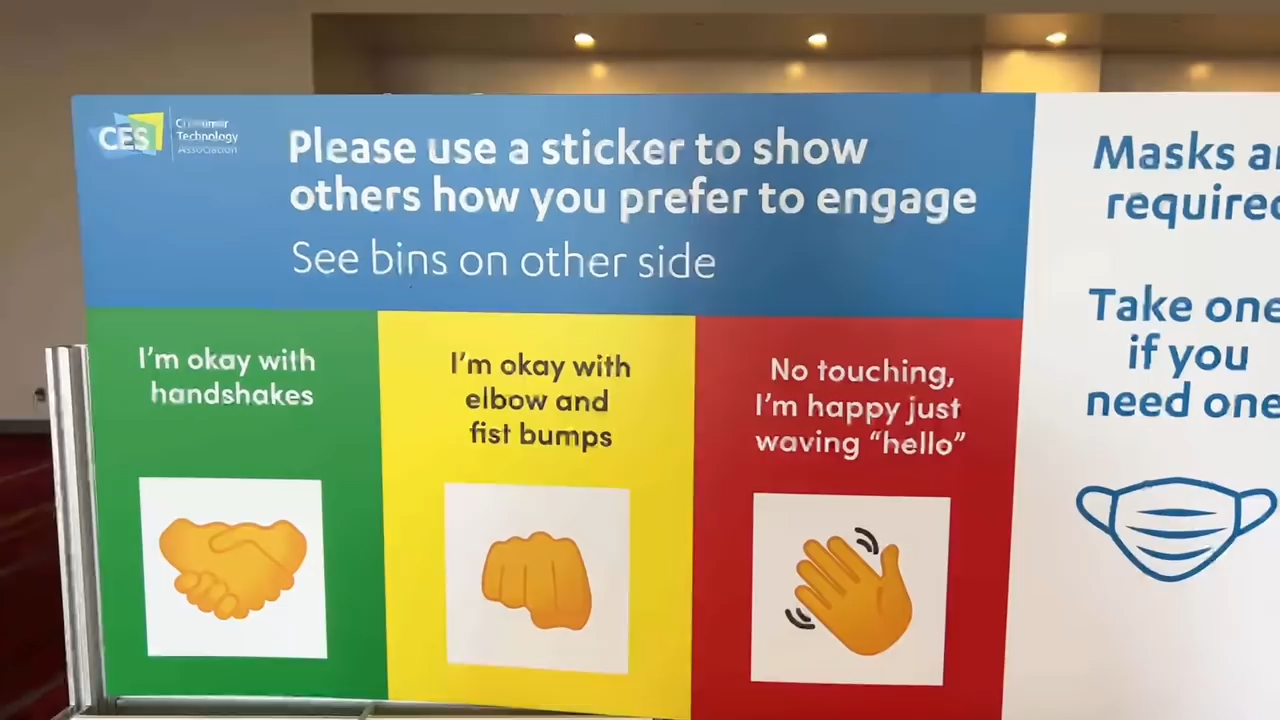 CES
Consumer
Technology
Association
Please use a sticker to show
others how you prefer to engage
See bins on other side
I'm okay with
handshakes
I'm okay with
elbow and
fist bumps
No touching,
I'm happy just
waving “hello”
Masks
required
Take one
if you
need one